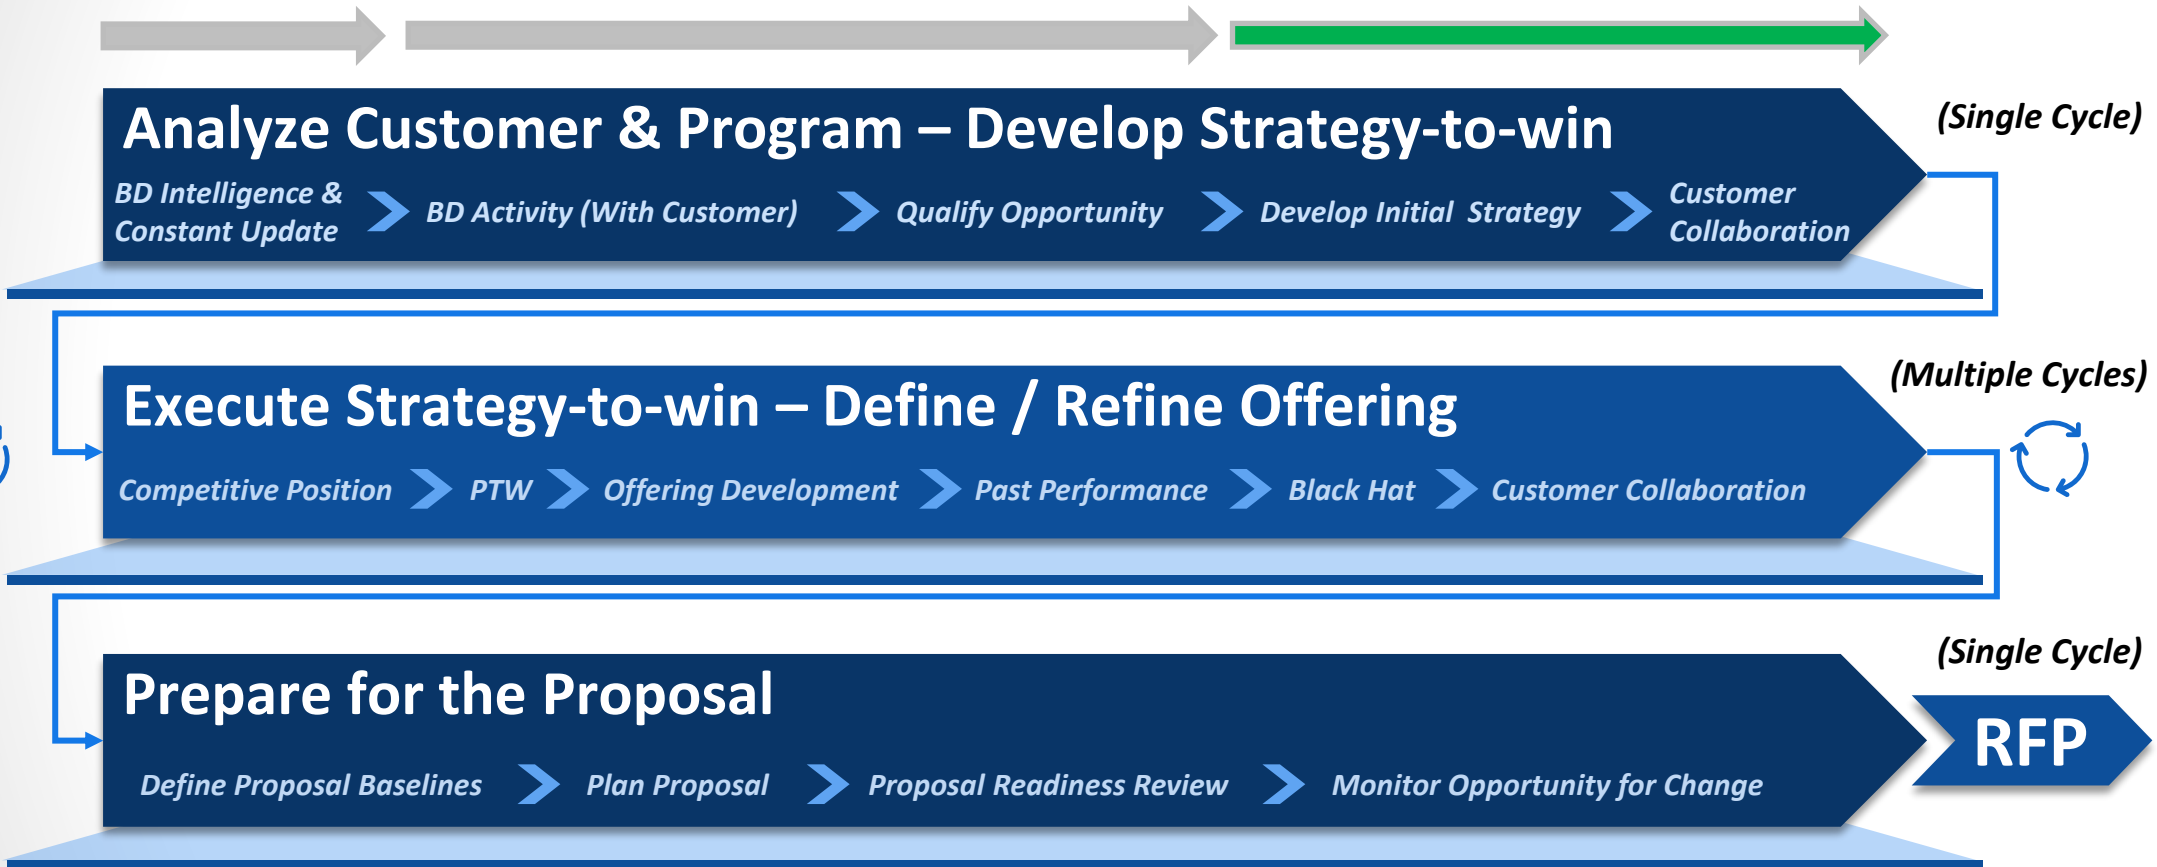 Analyze Customer & Program – Develop Strategy-to-win
(Single Cycle)
BD Intelligence &
Constant Update
BD Activity (With Customer)
Qualify Opportunity
Develop Initial Strategy
Customer
Collaboration
(Multiple Cycles)
Execute Strategy-to-win – Define / Refine Offering
Competitive Position
PTW
Offering Development
Past Performance
Black Hat
Customer Collaboration
(Single Cycle)
Prepare for the Proposal
RFP
Define Proposal Baselines
Plan Proposal
Proposal Readiness Review
Monitor Opportunity for Change